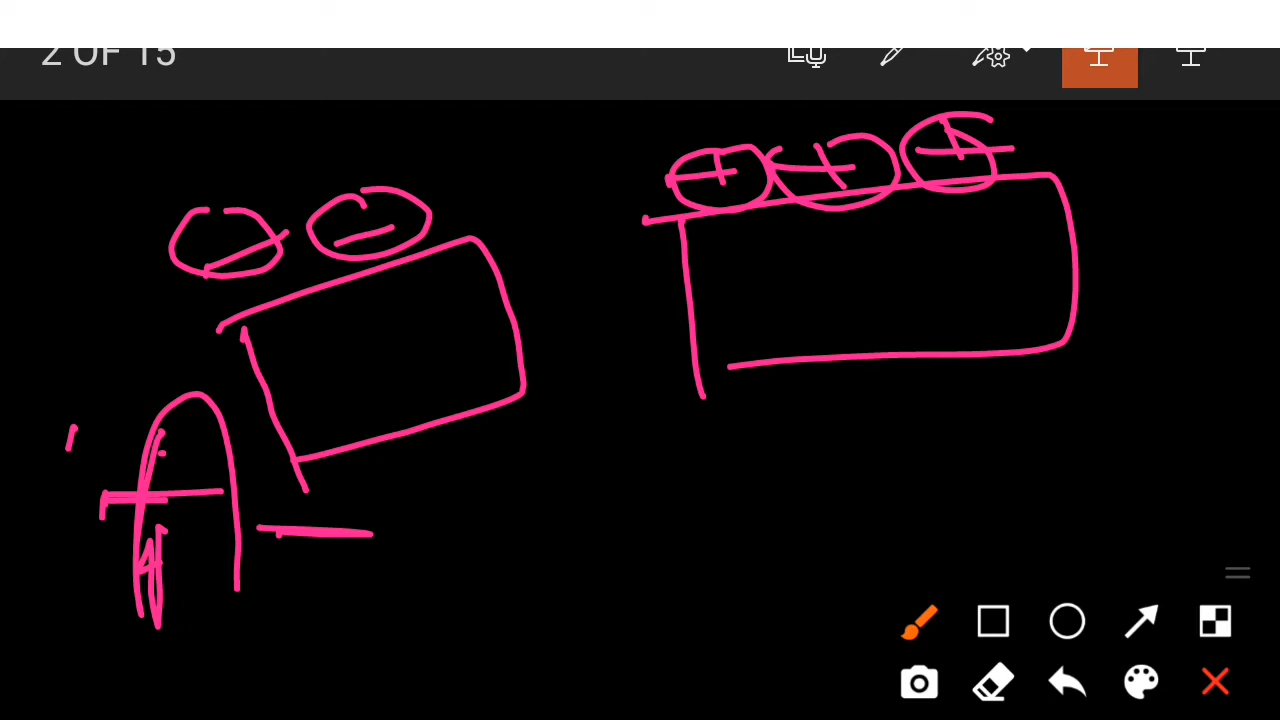 2 OF 15
- -
+ + +
A -